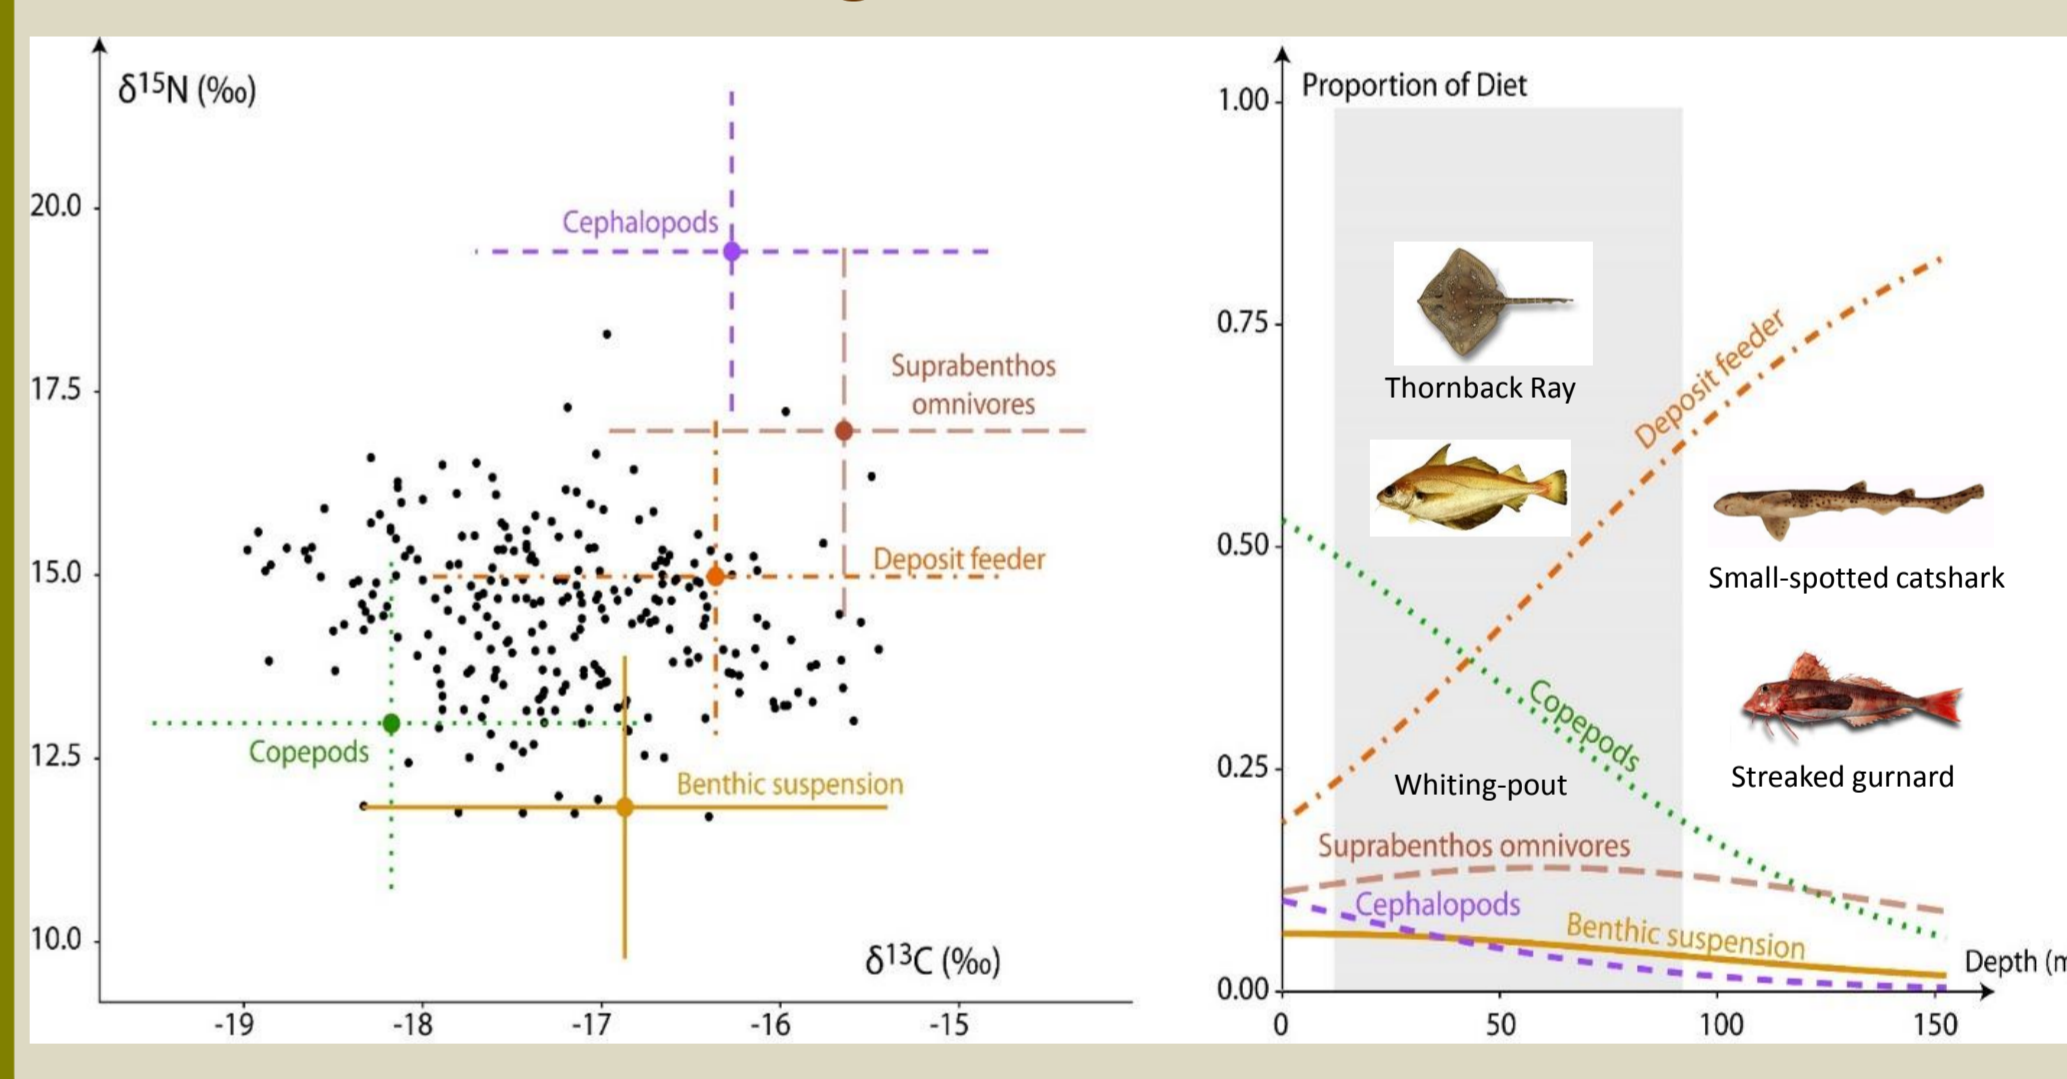 δ15N (‰)
20.0
17.5
15.0
12.5
10.0
Cephalopods
Suprabenthos
omnivores
Deposit feeder
Copepods
Benthic suspension
δ13C (‰)
-19
-18
-17
-16
-15
Proportion of Diet
1.00
0.75
0.50
0.25
0.00
Thornback Ray
Deposit feeder
Small-spotted catshark
Copepods
Whiting-pout
Streaked gurnard
Suprabenthos omnivores
Cephalopods
Benthic suspension
Depth (m
0
50
100
150